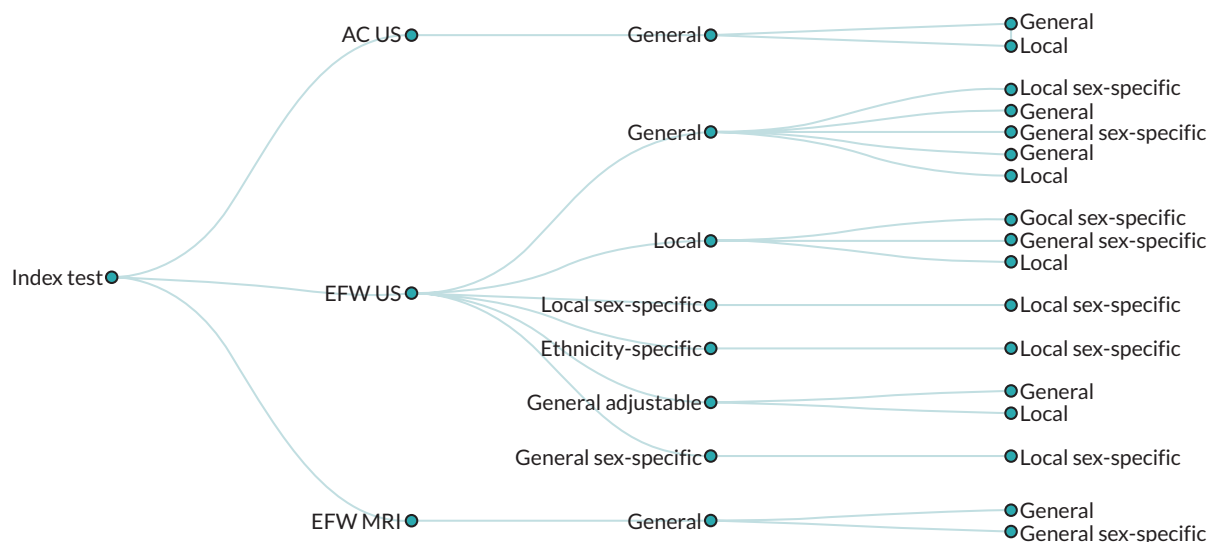 AC US
General
General
Local
General
Local sex-specific
General
General sex-specific
General
Local
Index test
EFW US
Local
Gocal sex-specific
General sex-specific
Local
Local sex-specific
Local sex-specific
Ethnicity-specific
Local sex-specific
General adjustable
General
Local
General sex-specific
Local sex-specific
EFW MRI
General
General
General sex-specific